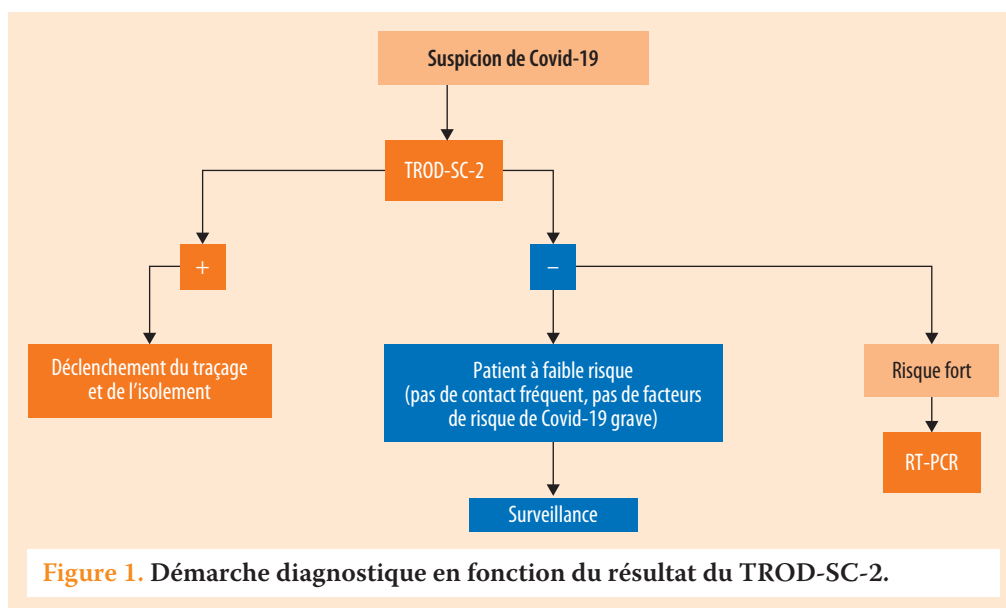 Suspicion de Covid-19
TROD-SC-2
+
–
Déclenchement du traçage
et de l'isolement
Patient à faible risque
(pas de contact fréquent, pas de facteurs
de risque de Covid-19 grave)
Risque fort
RT-PCR
Surveillance
Figure 1. Démarche diagnostique en fonction du résultat du TROD-SC-2.